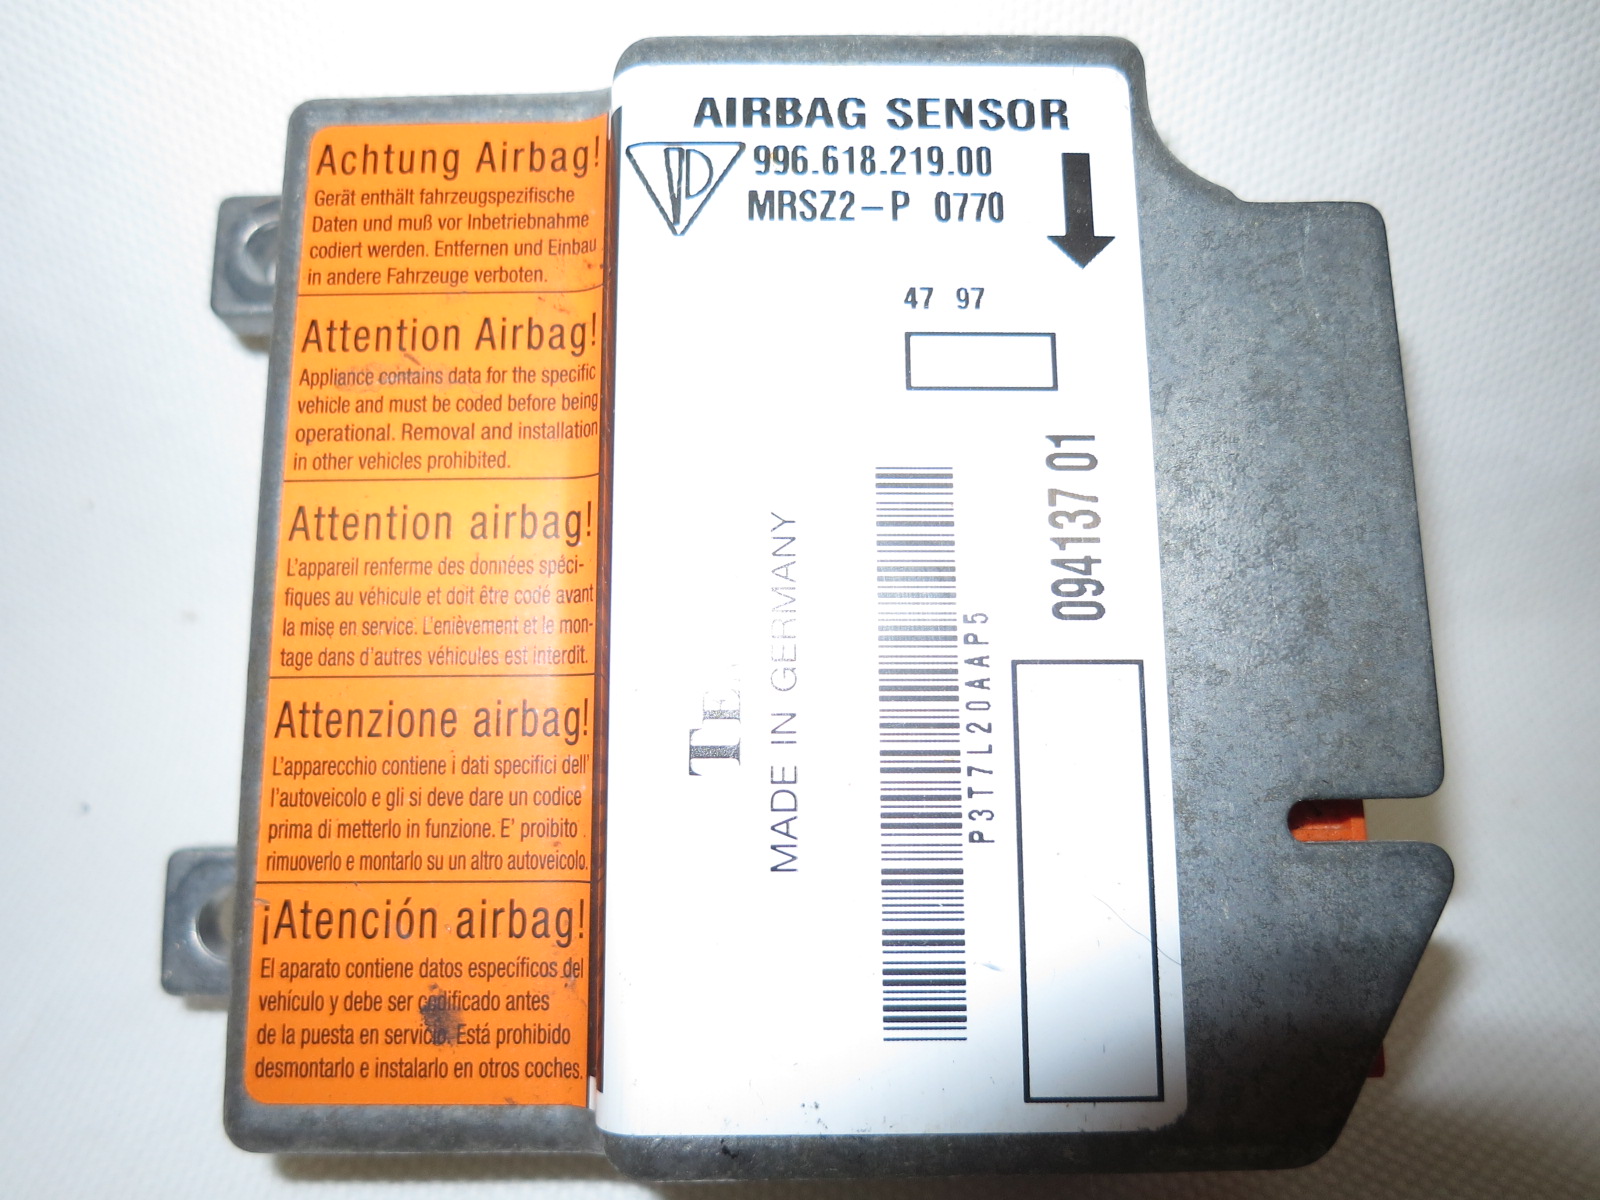 Achtung Airbag!
Gerät enthält fahrzeugspezifische
Daten und muß vor Inbetriebnahme
codiert werden. Entfernen und Einbau
in andere Fahrzeuge verboten.
Attention Airbag!
Appliance contains data for the specific
vehicle and must be coded before being
operational. Removal and installation
in other vehicles prohibited.
Attention airbag!
L'appareil renferme des données spéci-
fiques au véhicule et doit être codé avant
la mise en service. L'enièvement et le mon-
tage dans d'autres véhicules est interdit.
Attenzione airbag!
L'apparecchio contiene i dati specifici dell'
l'autoveicolo e gli si deve dare un codice
prima di metterlo in funzione. E' proibito
rimuoverlo e montarlo su un altro autoveicolo.
¡Atención airbag!
El aparato contiene datos específicos del
vehículo y debe ser codificado antes
de la puesta en servicio. Está prohibido
desmontarlo e instalarlo en otros coches.
AIRBAG SENSOR
996.618.219.00
MRSZ2-P 0770
47 97
094137 01
P3T7L20AAP5
MADE IN GERMANY